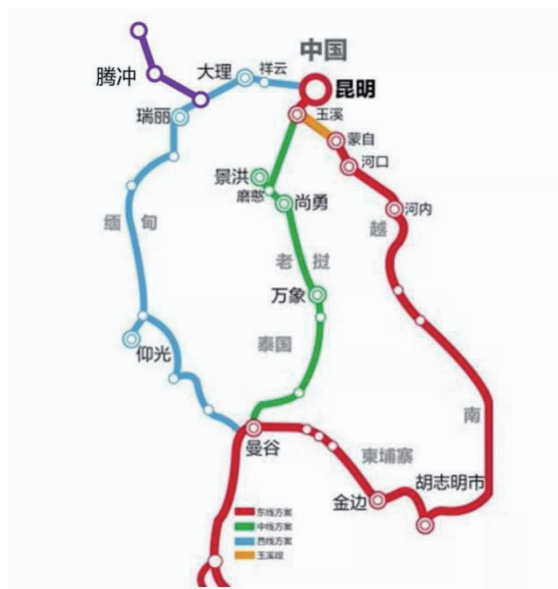 中国
昆明
腾冲
大理
祥云
玉溪
瑞丽
蒙自
河口
景洪
磨憨
尚勇
河内
缅 甸
越
老 挝
万象
泰国
仰光
南
曼谷
柬埔寨
胡志明市
金边
东线方案
中线方案
西线方案
玉溪段